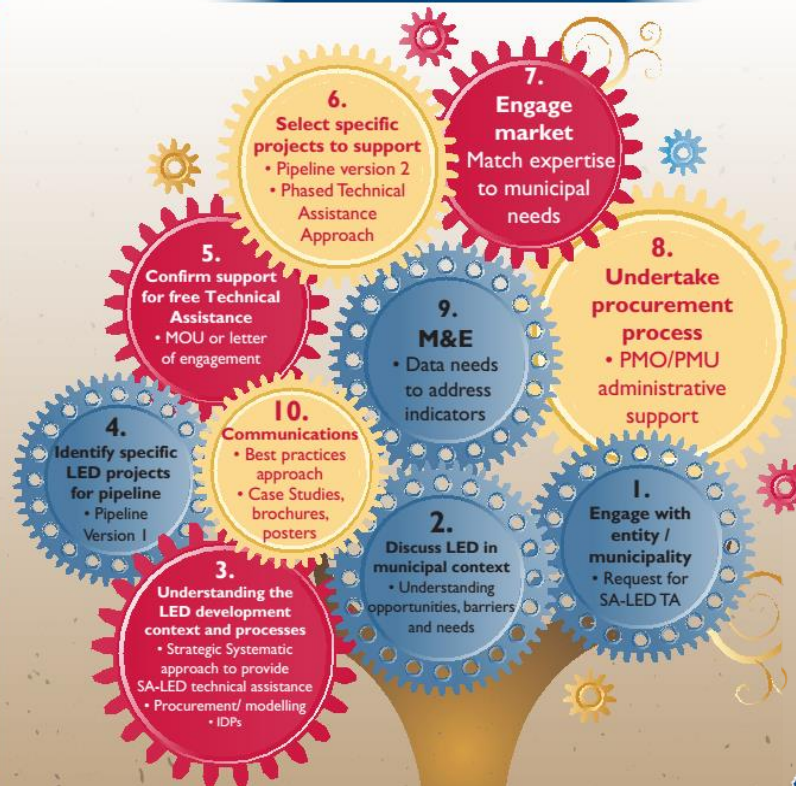 6.
Select specific
projects to support
• Pipeline version 2
• Phased Technical
Assistance
Approach
7.
Engage
market
Match expertise
to municipal
needs
5.
Confirm support
for free Technical
Assistance
• MOU or letter
of engagement
9.
M&E
• Data needs
to address
indicators
8.
Undertake
procurement
process
• PMO/PMU
administrative
support
4.
Identify specific
LED projects
for pipeline
• Pipeline
Version 1
10.
Communications
• Best practices
approach
• Case Studies,
brochures,
posters
2.
Discuss LED in
municipal context
• Understanding
opportunities, barriers
and needs
1.
Engage with
entity /
municipality
• Request for
SA-LED TA
3.
Understanding the
LED development
context and processes
• Strategic Systematic
approach to provide
SA-LED technical assistance
• Procurement/ modelling
• IDPs